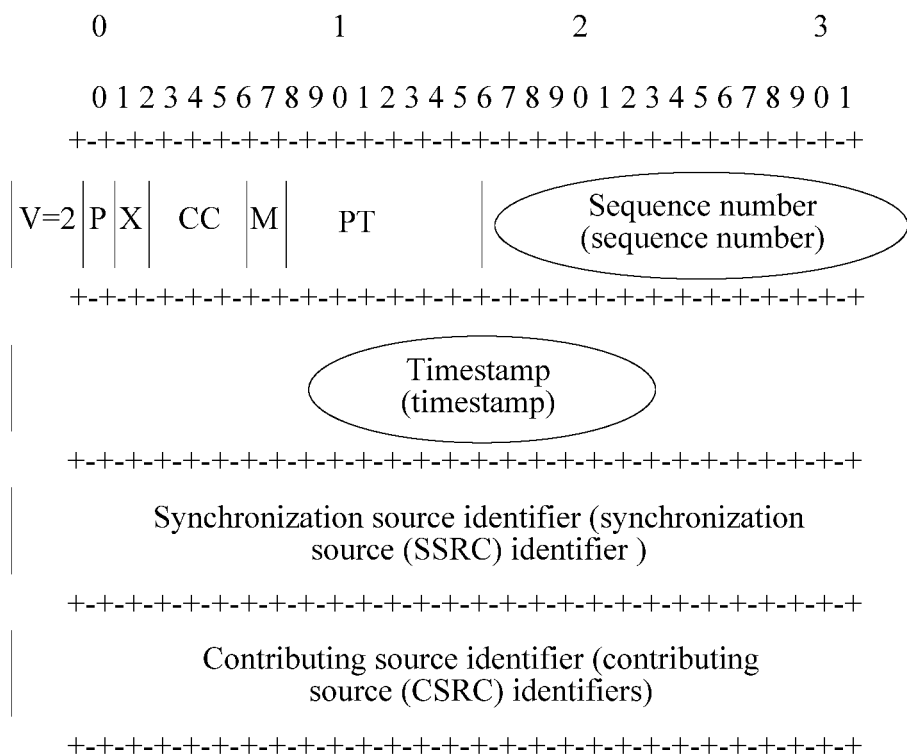 0 1 2 3
0 1 2 3 4 5 6 7 8 9 0 1 2 3 4 5 6 7 8 9 0 1 2 3 4 5 6 7 8 9 0 1
+-+-+-+-+-+-+-+-+-+-+-+-+-+-+-+-+-+-+-+-+-+-+-+-+-+-+-+-+-+-+-+-+
V=2 P X CC M PT Sequence number
(sequence number)
+-+-+-+-+-+-+-+-+-+-+-+-+-+-+-+-+-+-+-+-+-+-+-+-+-+-+-+-+-+-+-+-+
Timestamp
(timestamp)
+-+-+-+-+-+-+-+-+-+-+-+-+-+-+-+-+-+-+-+-+-+-+-+-+-+-+-+-+-+-+-+-+
Synchronization source identifier (synchronization
source (SSRC) identifier )
+-+-+-+-+-+-+-+-+-+-+-+-+-+-+-+-+-+-+-+-+-+-+-+-+-+-+-+-+-+-+-+-+
Contributing source identifier (contributing
source (CSRC) identifiers)
+-+-+-+-+-+-+-+-+-+-+-+-+-+-+-+-+-+-+-+-+-+-+-+-+-+-+-+-+-+-+-+-+